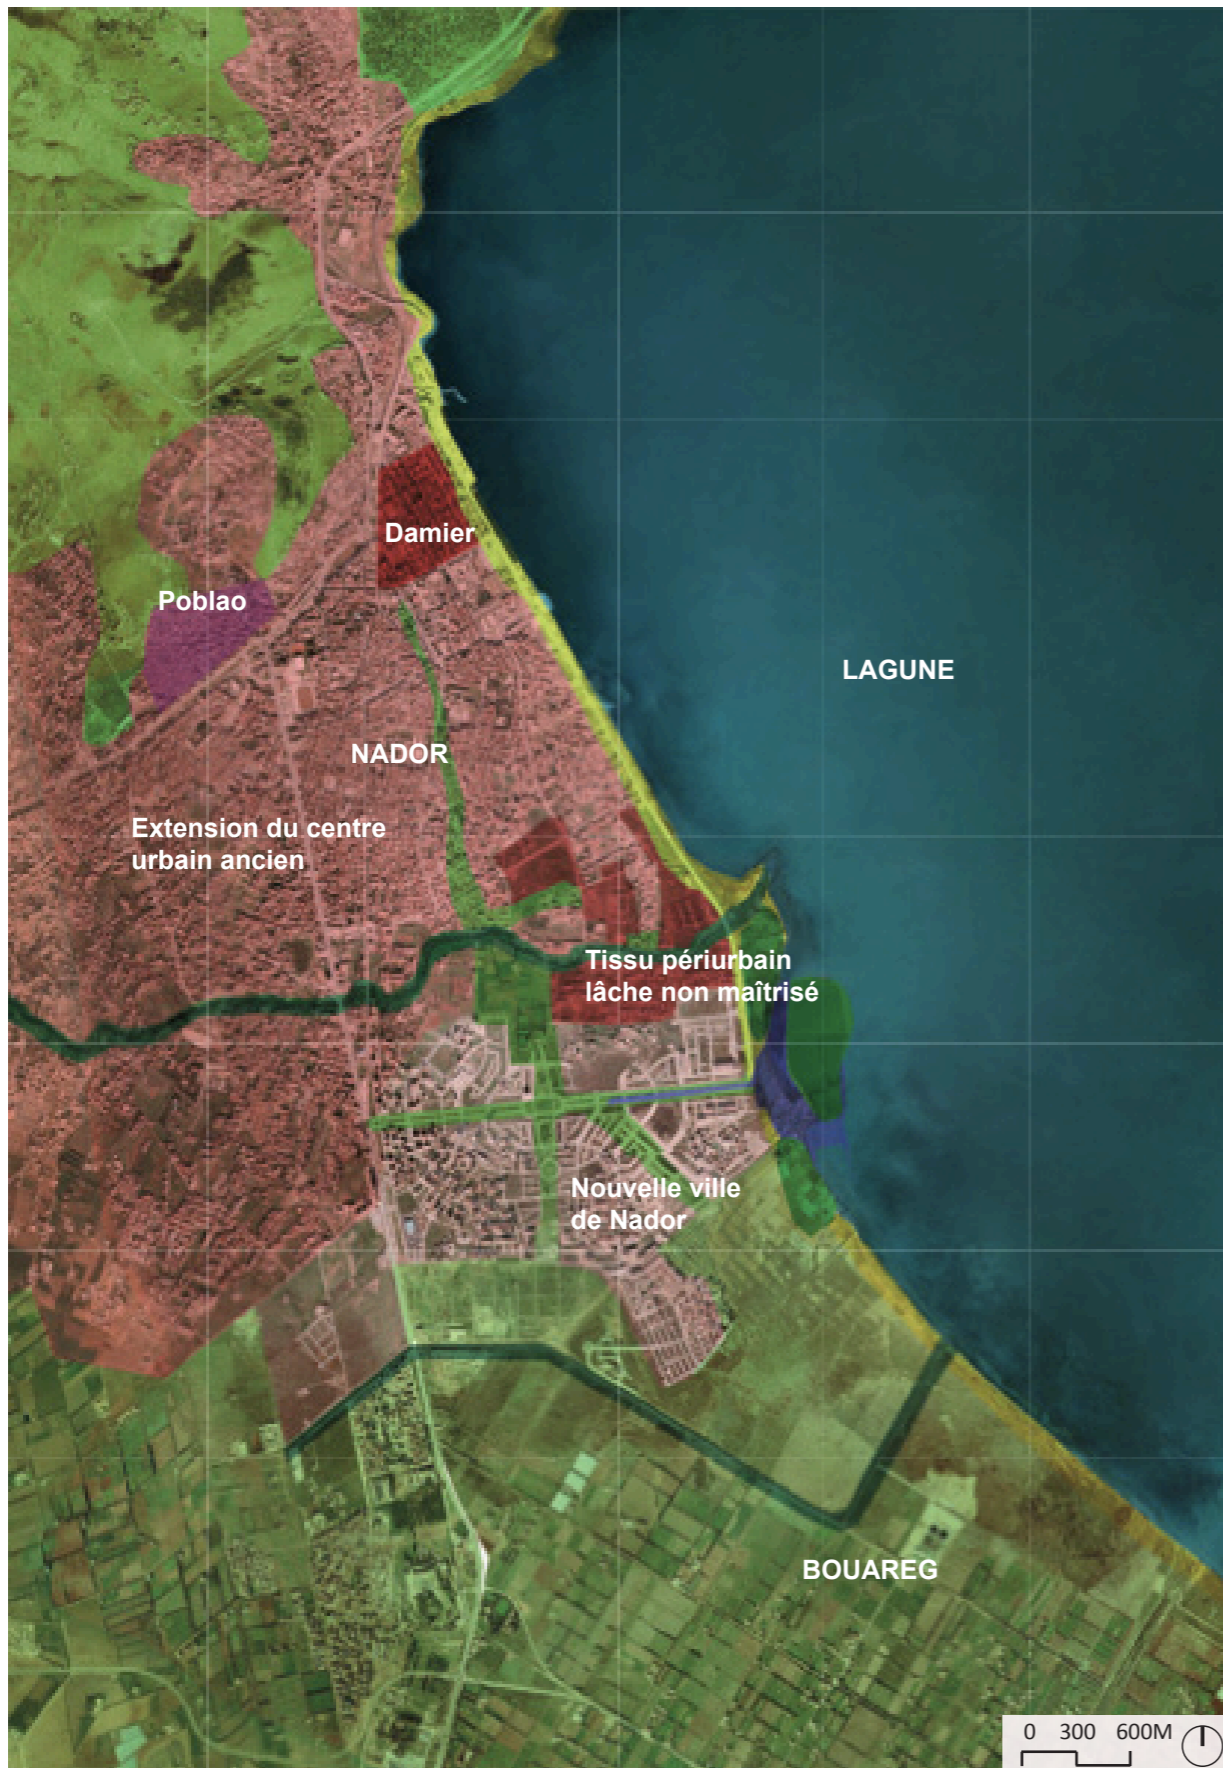 Damier
Poblao
LAGUNE
NADOR
Extension du centre
urbain ancien
Tissu périurbain
lâche non maîtrisé
Nouvelle ville
de Nador
BOUAREG
0 300 600M